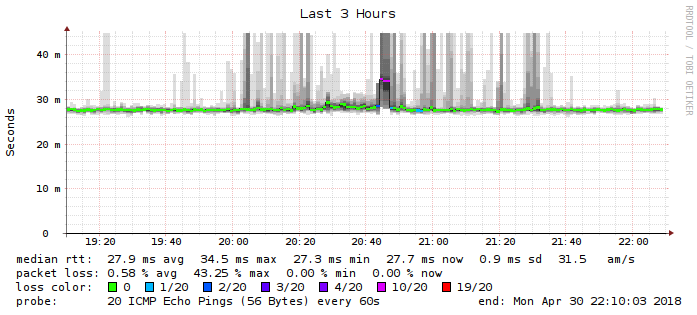 Last 3 Hours
RRDTOOL / TOBI OETIKER
Seconds
40 m
30 m
20 m
10 m
0
19:20 19:40 20:00 20:20 20:40 21:00 21:20 21:40 22:00
median rtt: 27.9 ms avg 34.5 ms max 27.3 ms min 27.7 ms now 0.9 ms sd 31.5 am/s
packet loss: 0.58 % avg 43.25 % max 0.00 % min 0.00 % now
loss color: 0 1/20 2/20 3/20 4/20 10/20 19/20
probe: 20 ICMP Echo Pings (56 Bytes) every 60s end: Mon Apr 30 22:10:03 2018